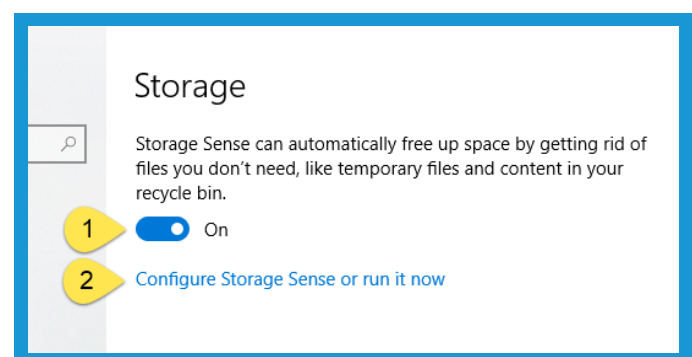 Storage
Storage Sense can automatically free up space by getting rid of
files you don't need, like temporary files and content in your
recycle bin.
1
On
2
Configure Storage Sense or run it now